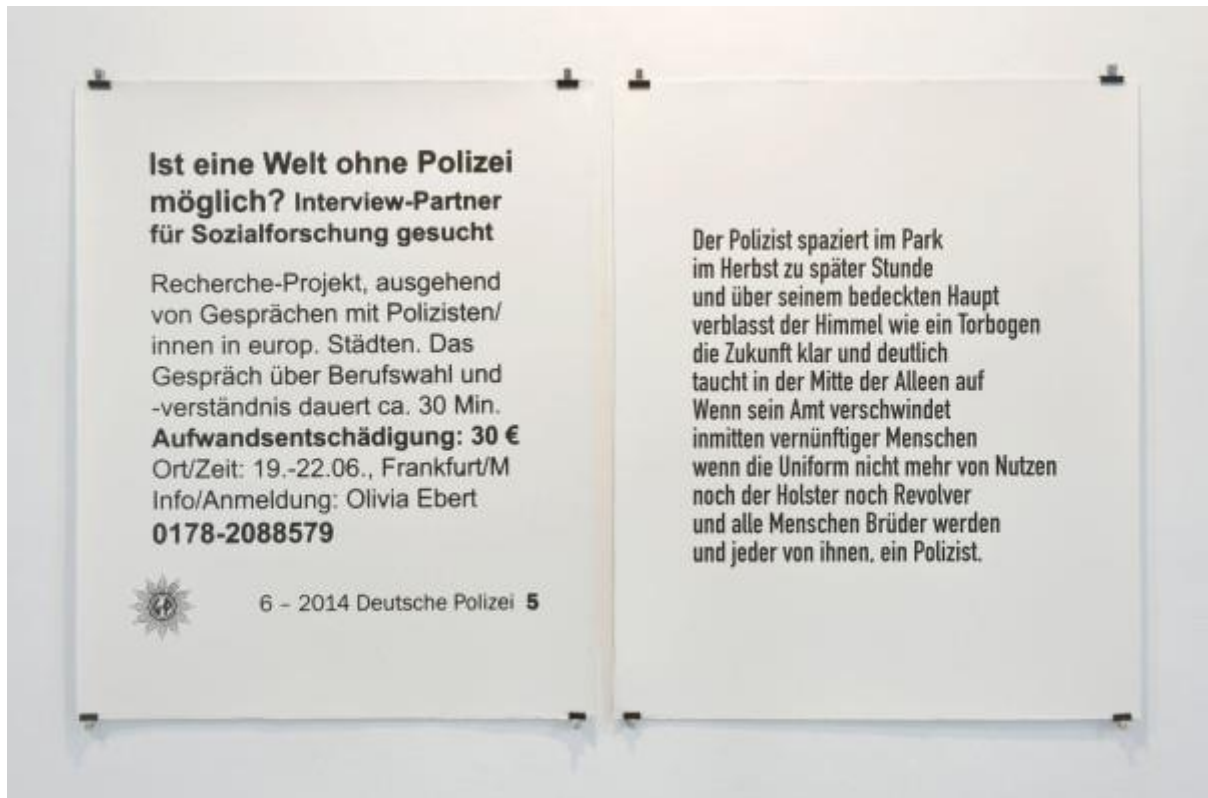 Ist eine Welt ohne Polizei
möglich? Interview-Partner
für Sozialforschung gesucht
Recherche-Projekt, ausgehend
von Gesprächen mit Polizisten/
innen in europ. Städten. Das
Gespräch über Berufswahl und
-verständnis dauert ca. 30 Min.
Aufwandsentschädigung: 30 €
Ort/Zeit: 19.-22.06., Frankfurt/M
Info/Anmeldung: Olivia Ebert
0178-2088579
6 – 2014 Deutsche Polizei 5
Der Polizist spaziert im Park
im Herbst zu später Stunde
und über seinem bedeckten Haupt
verblasst der Himmel wie ein Torbogen
die Zukunft klar und deutlich
taucht in der Mitte der Alleen auf
Wenn sein Amt verschwindet
inmitten vernünftiger Menschen
wenn die Uniform nicht mehr von Nutzen
noch der Holster noch Revolver
und alle Menschen Brüder werden
und jeder von ihnen, ein Polizist.